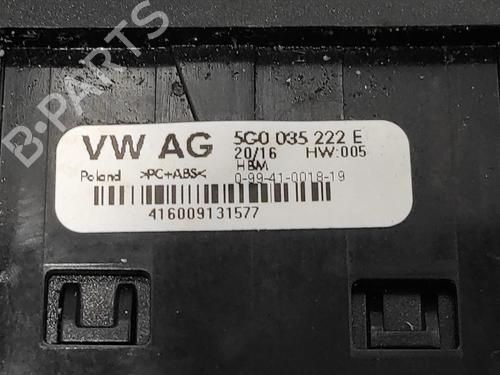 B-PARTS
VW AG 5G0 035 222 E
20/16 HW:005
HBM
Poland >PC+ABS< 0-99-41-0018-19
416009131577